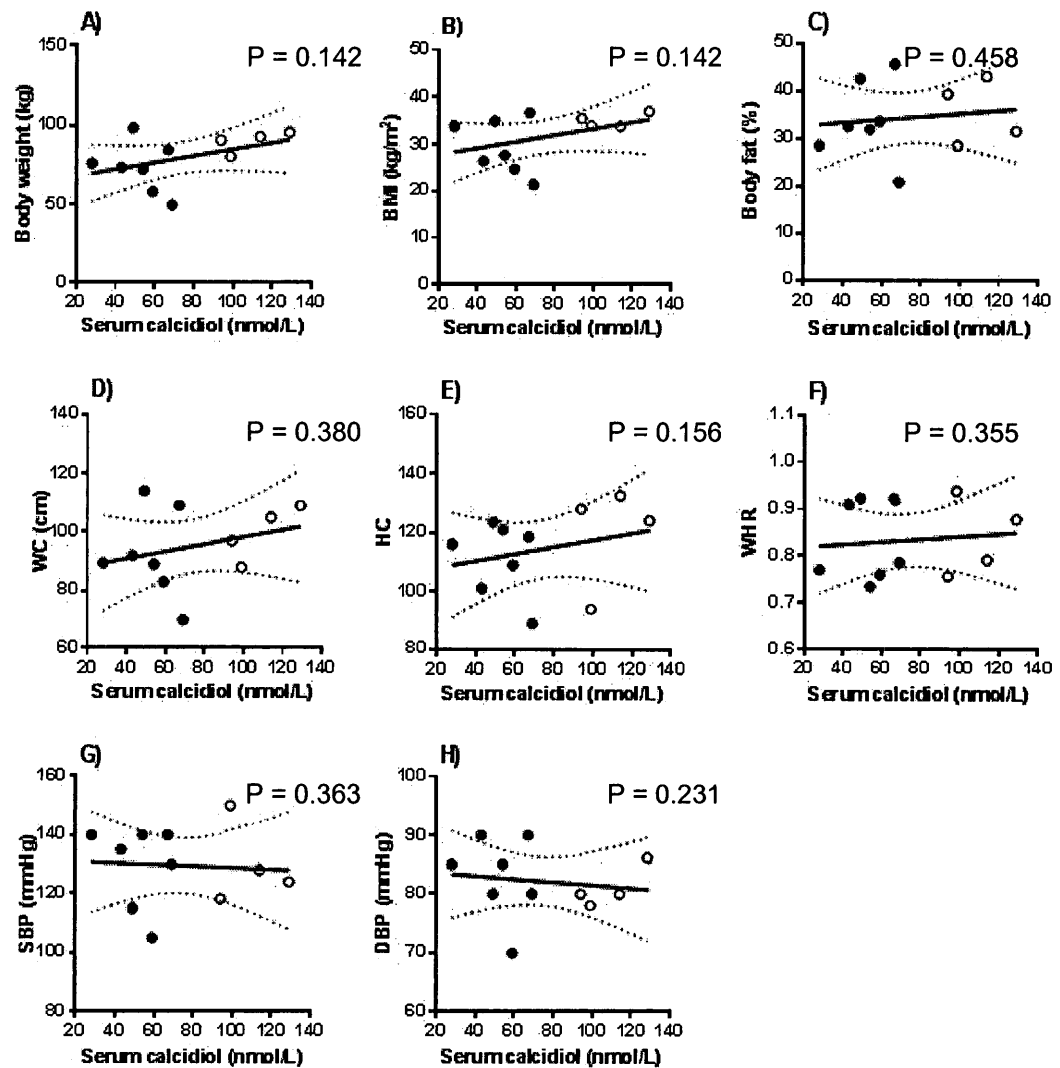 A)
P = 0.142
Body weight (kg)
150
100
50
0
20 40 60 80 100 120 140
Serum calcidiol (nmol/L)
B)
P = 0.142
BMI (kg/m²)
50
40
30
20
10
0
20 40 60 80 100 120 140
Serum calcidiol (nmol/L)
C)
P = 0.458
Body fat (%)
50
40
30
20
10
0
20 40 60 80 100 120 140
Serum calcidiol (nmol/L)
D)
P = 0.380
WC (cm)
140
120
100
80
60
20 40 60 80 100 120 140
Serum calcidiol (nmol/L)
E)
P = 0.156
HC
160
140
120
100
80
20 40 60 80 100 120 140
Serum calcidiol (nmol/L)
F)
P = 0.355
WHR
1.1
1.0
0.9
0.8
0.7
0.6
20 40 60 80 100 120 140
Serum calcidiol (nmol/L)
G)
P = 0.363
SBP (mmHg)
160
140
120
100
80
20 40 60 80 100 120 140
Serum calcidiol (nmol/L)
H)
P = 0.231
DBP (mmHg)
100
90
80
70
60
20 40 60 80 100 120 140
Serum calcidiol (nmol/L)